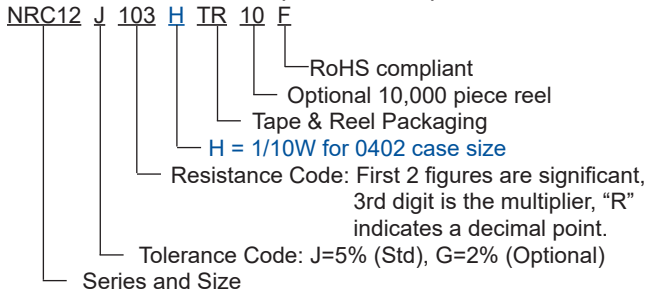 NRC12 J 103 H TR 10 F
RoHS compliant
Optional 10,000 piece reel
Tape & Reel Packaging
H = 1/10W for 0402 case size
Resistance Code: First 2 figures are significant,
3rd digit is the multiplier, “R”
indicates a decimal point.
Tolerance Code: J=5% (Std), G=2% (Optional)
Series and Size